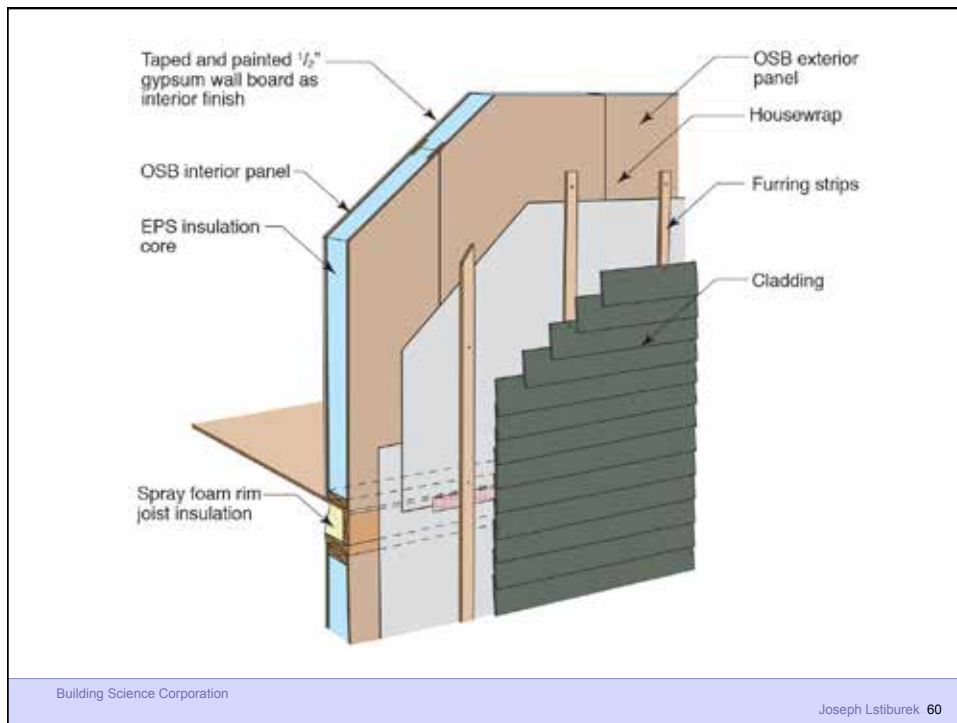 Taped and painted 1/2"
gypsum wall board as
interior finish
OSB interior panel
EPS insulation
core
Spray foam rim
joist insulation
OSB exterior
panel
Housewrap
Furring strips
Cladding
Building Science Corporation
Joseph Lstiburek 60